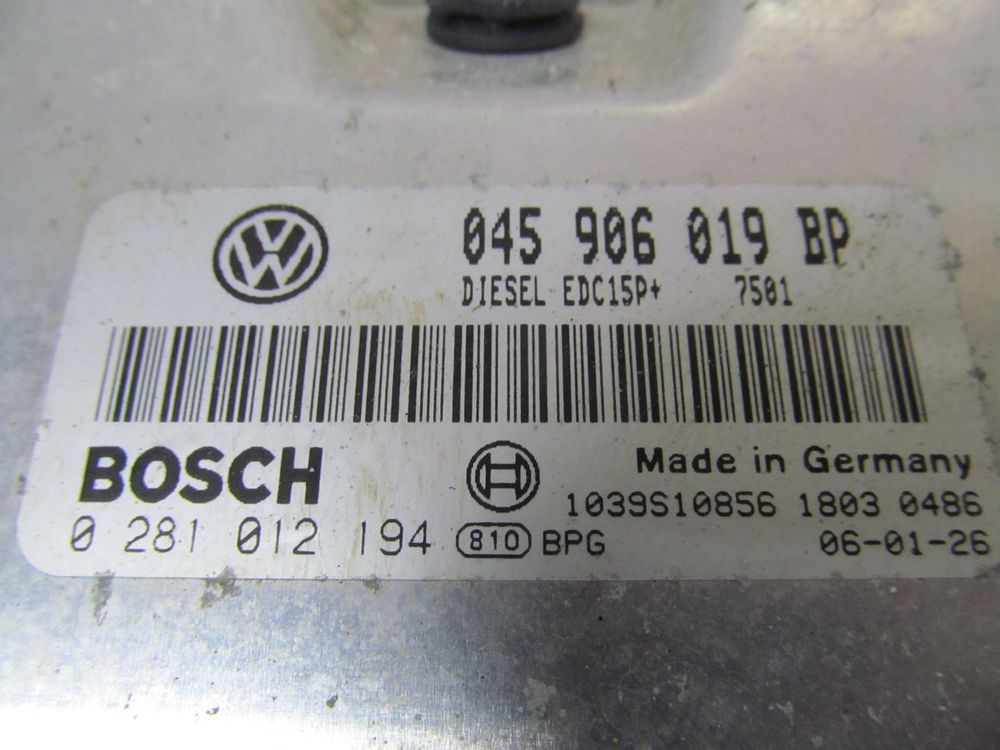 045 906 019 BP
DIESEL EDC15P+ 7501
BOSCH
Made in Germany
1039S10856 1803 0486
0 281 012 194 810 BPG
06-01-26